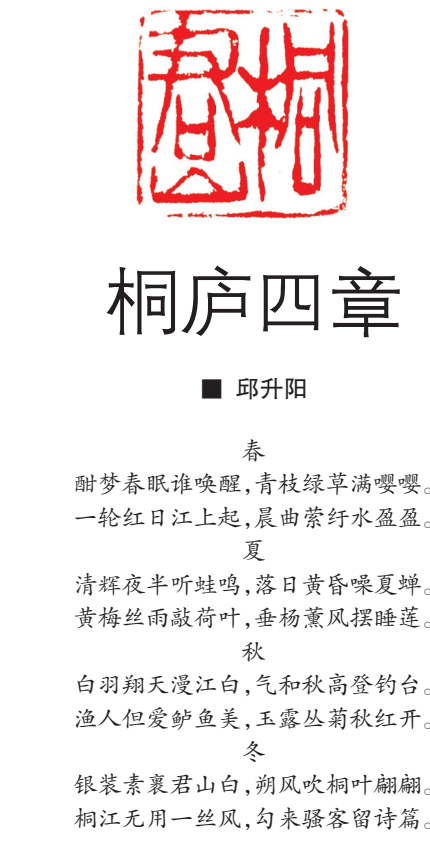 桐庐四章
■ 邱升阳
春
酣梦春眠谁唤醒,青枝绿草满嘤嘤。
一轮红日江上起,晨曲萦纡水盈盈。
夏
清辉夜半听蛙鸣,落日黄昏噪夏蝉。
黄梅丝雨敲荷叶,垂杨薰风摆睡莲。
秋
白羽翔天漫江白,气和秋高登钓台。
渔人但爱鲈鱼美,玉露丛菊秋红开。
冬
银装素裹君山白,朔风吹桐叶翩翩。
桐江无用一丝风,勾来骚客留诗篇。